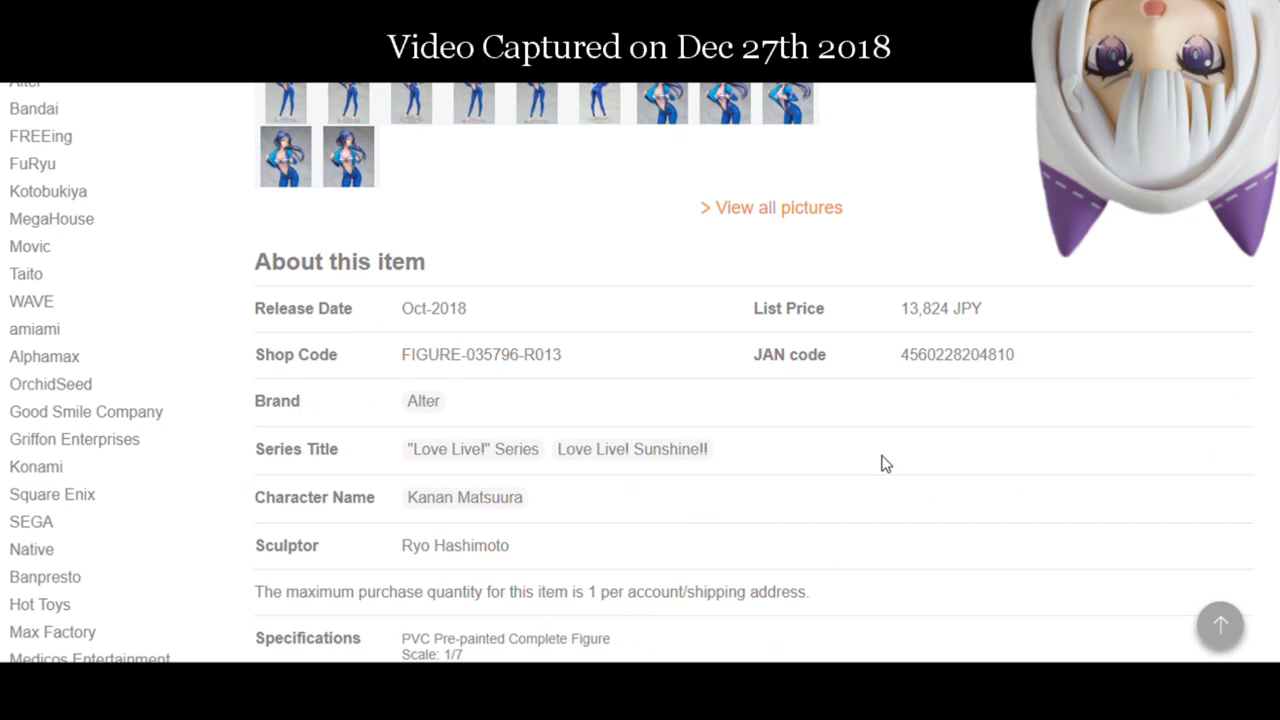 Video Captured on Dec 27th 2018
Alter
Bandai
FREEing
FuRyu
Kotobukiya
MegaHouse
Movic
Taito
WAVE
amiami
Alphamax
OrchidSeed
Good Smile Company
Griffon Enterprises
Konami
Square Enix
SEGA
Native
Banpresto
Hot Toys
Max Factory
Medicos Entertainment
> View all pictures
About this item
Release Date Oct-2018 List Price 13,824 JPY
Shop Code FIGURE-035796-R013 JAN code 4560228204810
Brand Alter
Series Title "Love Live!" Series Love Live! Sunshine!!
Character Name Kanan Matsuura
Sculptor Ryo Hashimoto
The maximum purchase quantity for this item is 1 per account/shipping address.
Specifications PVC Pre-painted Complete Figure
Scale: 1/7